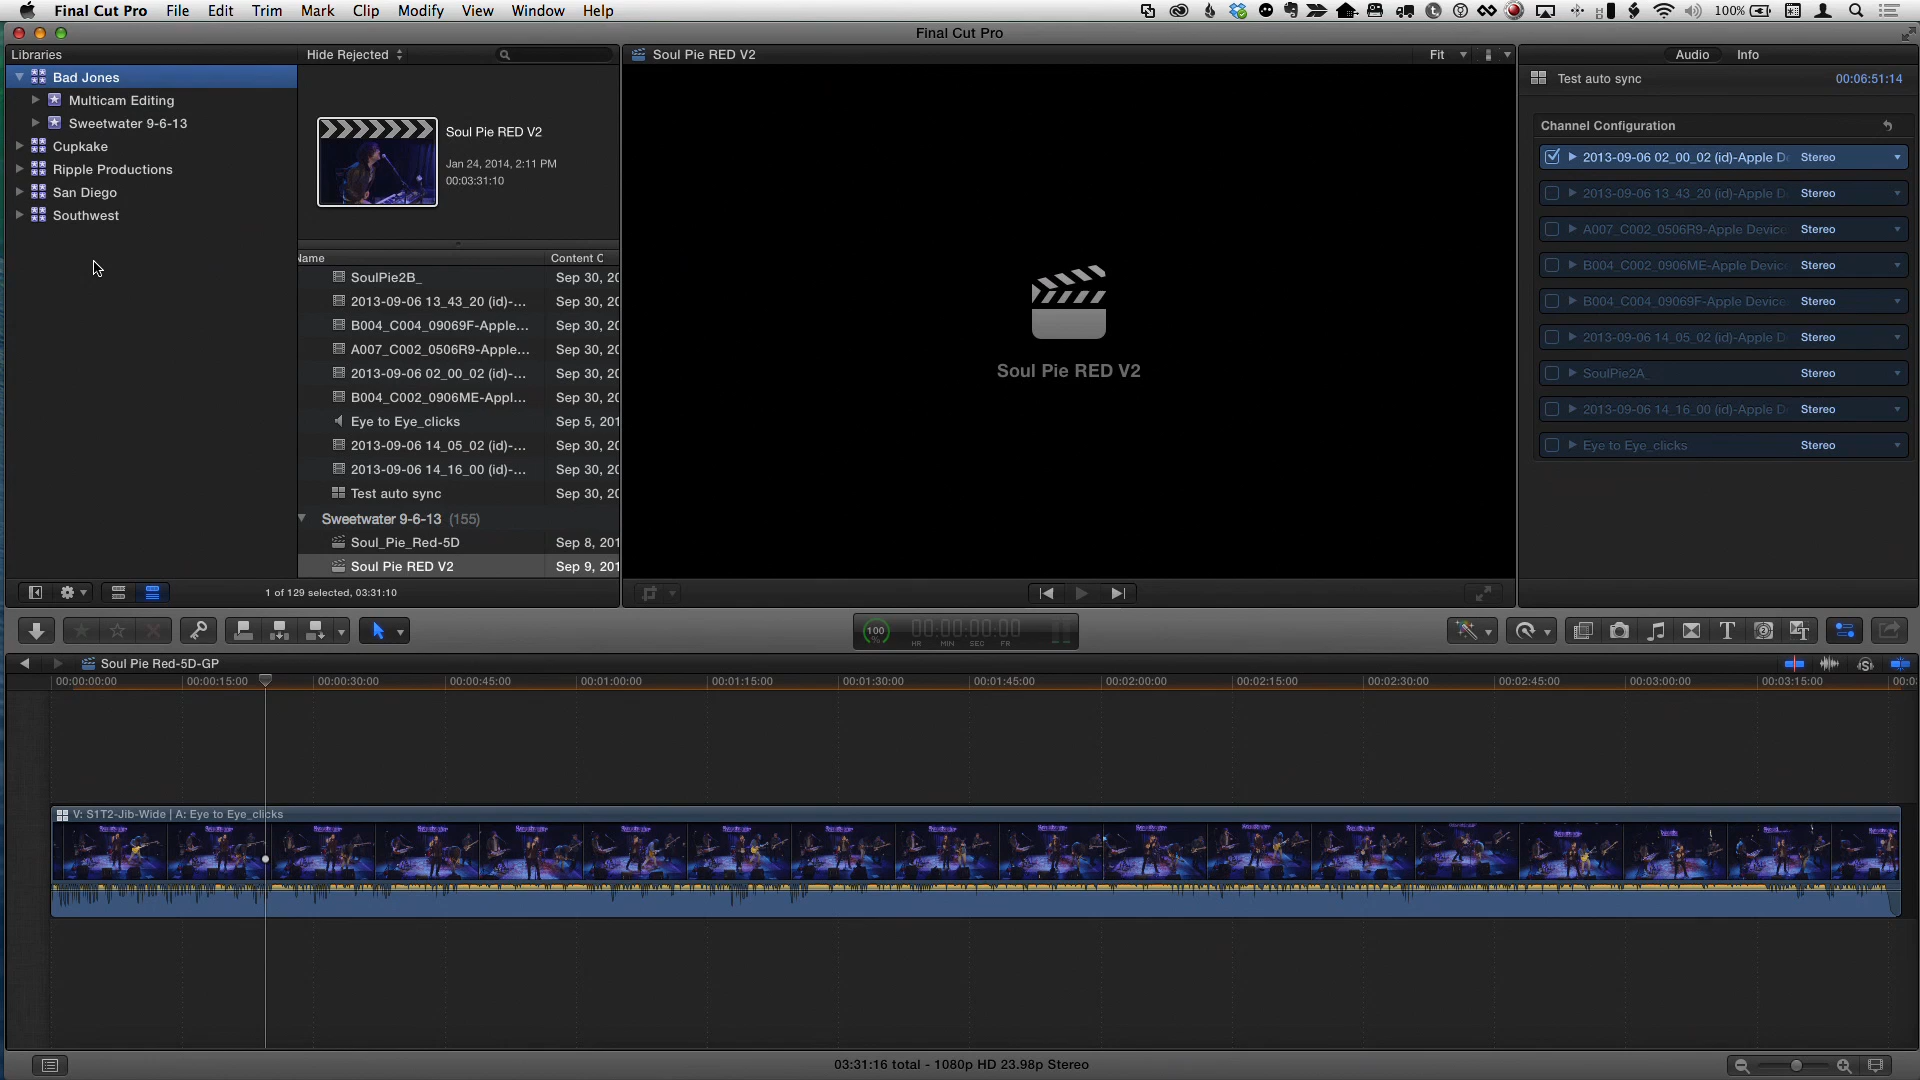 Final Cut Pro File Edit Trim Mark Clip Modify View Window Help 100%
Final Cut Pro
Libraries
Hide Rejected
Soul Pie RED V2
Fit
Audio Info
Bad Jones
Multicam Editing
Sweetwater 9-6-13
Cupkake
Ripple Productions
San Diego
Southwest
Soul Pie RED V2
Jan 24, 2014, 2:11 PM
00:03:31:10
Name Content C
SoulPie2B_ Sep 30, 20
2013-09-06 13_43_20 (id)-... Sep 30, 20
B004_C004_09069F-Apple... Sep 30, 20
A007_C002_0506R9-Apple... Sep 30, 20
2013-09-06 02_00_02 (id)-... Sep 30, 20
B004_C002_0906ME-Appl... Sep 30, 20
Eye to Eye_clicks Sep 5, 201
2013-09-06 14_05_02 (id)-... Sep 30, 20
2013-09-06 14_16_00 (id)-... Sep 30, 20
Test auto sync Sep 30, 20
Sweetwater 9-6-13 (155)
Soul_Pie_Red-5D Sep 8, 201
Soul Pie RED V2 Sep 9, 201
1 of 129 selected, 03:31:10
Soul Pie RED V2
Test auto sync 00:06:51:14
Channel Configuration
2013-09-06 02_00_02 (id)-Apple D Stereo
2013-09-06 13_43_20 (id)-Apple D Stereo
A007_C002_0506R9-Apple Device Stereo
B004_C002_0906ME-Apple Device Stereo
B004_C004_09069F-Apple Device Stereo
2013-09-06 14_05_02 (id)-Apple D Stereo
SoulPie2A_ Stereo
2013-09-06 14_16_00 (id)-Apple D Stereo
Eye to Eye_clicks Stereo
100 00:00:00:00
HR MIN SEC FR
Soul Pie Red-5D-GP
00:00:00:00 00:00:15:00 00:00:30:00 00:00:45:00 00:01:00:00 00:01:15:00 00:01:30:00 00:01:45:00 00:02:00:00 00:02:15:00 00:02:30:00 00:02:45:00 00:03:00:00 00:03:15:00 00:0
V: S1T2-Jib-Wide | A: Eye to Eye_clicks
03:31:16 total - 1080p HD 23.98p Stereo